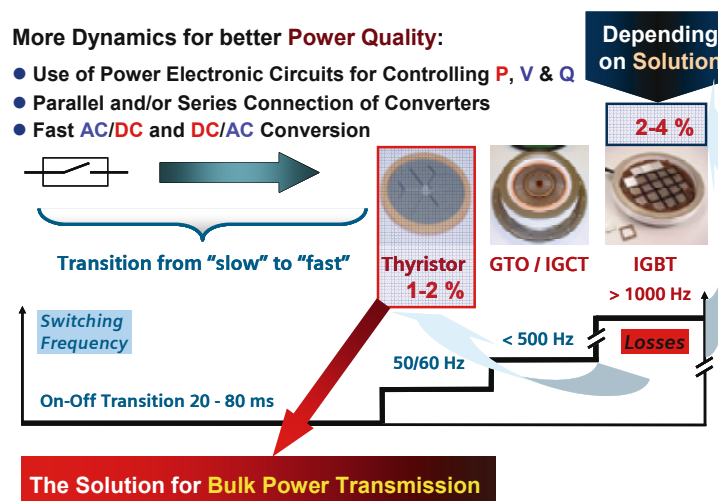 More Dynamics for better Power Quality:
● Use of Power Electronic Circuits for Controlling P, V & Q
● Parallel and/or Series Connection of Converters
● Fast AC/DC and DC/AC Conversion
Depending
on Solution
2-4 %
Transition from “slow” to “fast”
Thyristor
1-2 %
GTO / IGCT
IGBT
> 1000 Hz
Switching
Frequency
< 500 Hz
Losses
50/60 Hz
On-Off Transition 20 - 80 ms
The Solution for Bulk Power Transmission